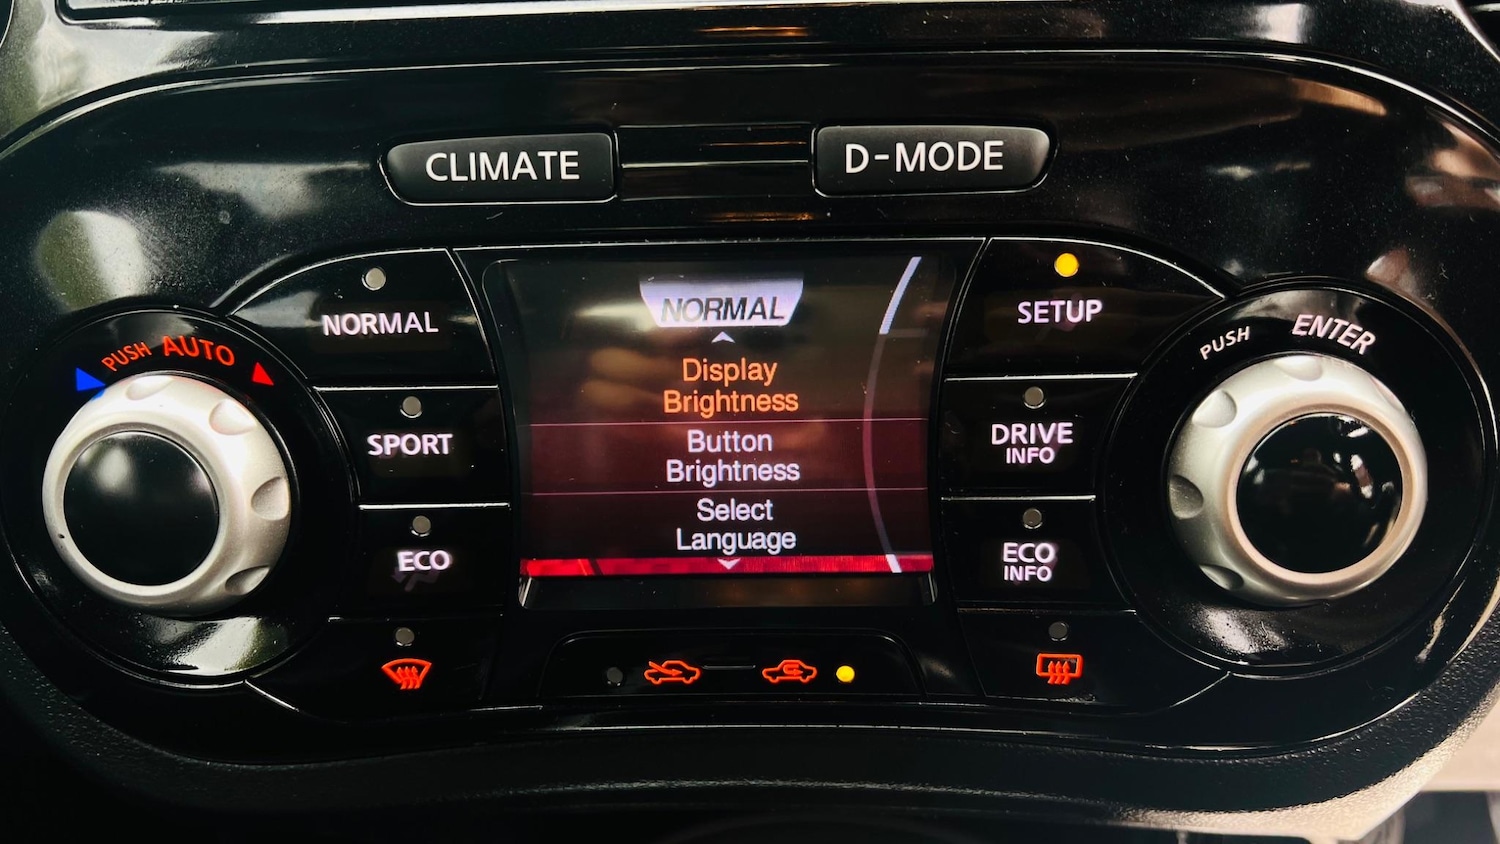 CLIMATE
D-MODE
NORMAL
SETUP
PUSH AUTO
PUSH ENTER
NORMAL
Display
Brightness
Button
Brightness
Select
Language
SPORT
DRIVE
INFO
ECO
ECO
INFO